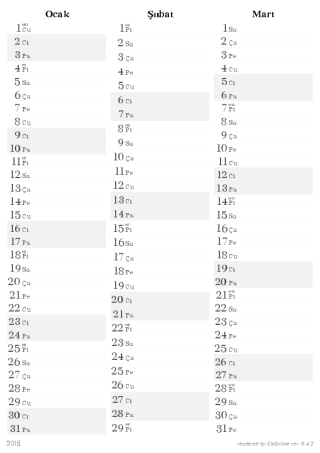 Ocak
1 Cu
2 Ct
3 Pa
4 Pt
5 Sa
6 Ça
7 Pe
8 Cu
9 Ct
10 Pa
11 Pt
12 Sa
13 Ça
14 Pe
15 Cu
16 Ct
17 Pa
18 Pt
19 Sa
20 Ça
21 Pe
22 Cu
23 Ct
24 Pa
25 Pt
26 Sa
27 Ça
28 Pe
29 Cu
30 Ct
31 Pa
Şubat
1 Pt
2 Sa
3 Ça
4 Pe
5 Cu
6 Ct
7 Pa
8 Pt
9 Sa
10 Ça
11 Pe
12 Cu
13 Ct
14 Pa
15 Pt
16 Sa
17 Ça
18 Pe
19 Cu
20 Ct
21 Pa
22 Pt
23 Sa
24 Ça
25 Pe
26 Cu
27 Ct
28 Pa
29 Pt
Mart
1 Sa
2 Ça
3 Pe
4 Cu
5 Ct
6 Pa
7 Pt
8 Sa
9 Ça
10 Pe
11 Cu
12 Ct
13 Pa
14 Pt
15 Sa
16 Ça
17 Pe
18 Cu
19 Ct
20 Pa
21 Pt
22 Sa
23 Ça
24 Pe
25 Cu
26 Ct
27 Pa
28 Pt
29 Sa
30 Ça
31 Pe
2016
rendered by Callirhoe ver. 0.4.2